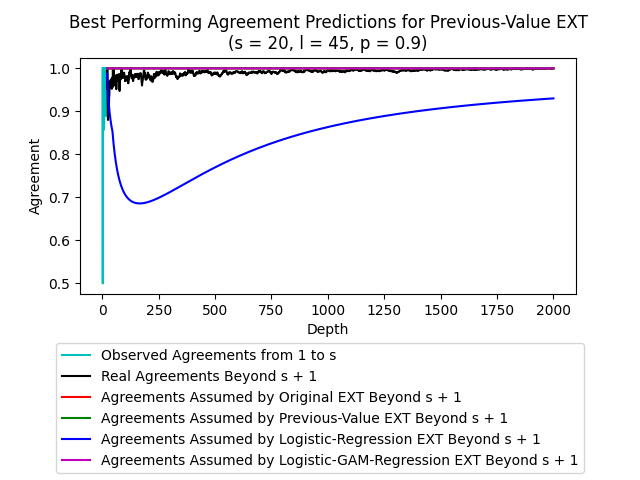 Best Performing Agreement Predictions for Previous-Value EXT
(s = 20, l = 45, p = 0.9)
1.0
0.9
0.8
0.7
0.6
0.5
Agreement
0 250 500 750 1000 1250 1500 1750 2000
Depth
Observed Agreements from 1 to s
Real Agreements Beyond s + 1
Agreements Assumed by Original EXT Beyond s + 1
Agreements Assumed by Previous-Value EXT Beyond s + 1
Agreements Assumed by Logistic-Regression EXT Beyond s + 1
Agreements Assumed by Logistic-GAM-Regression EXT Beyond s + 1